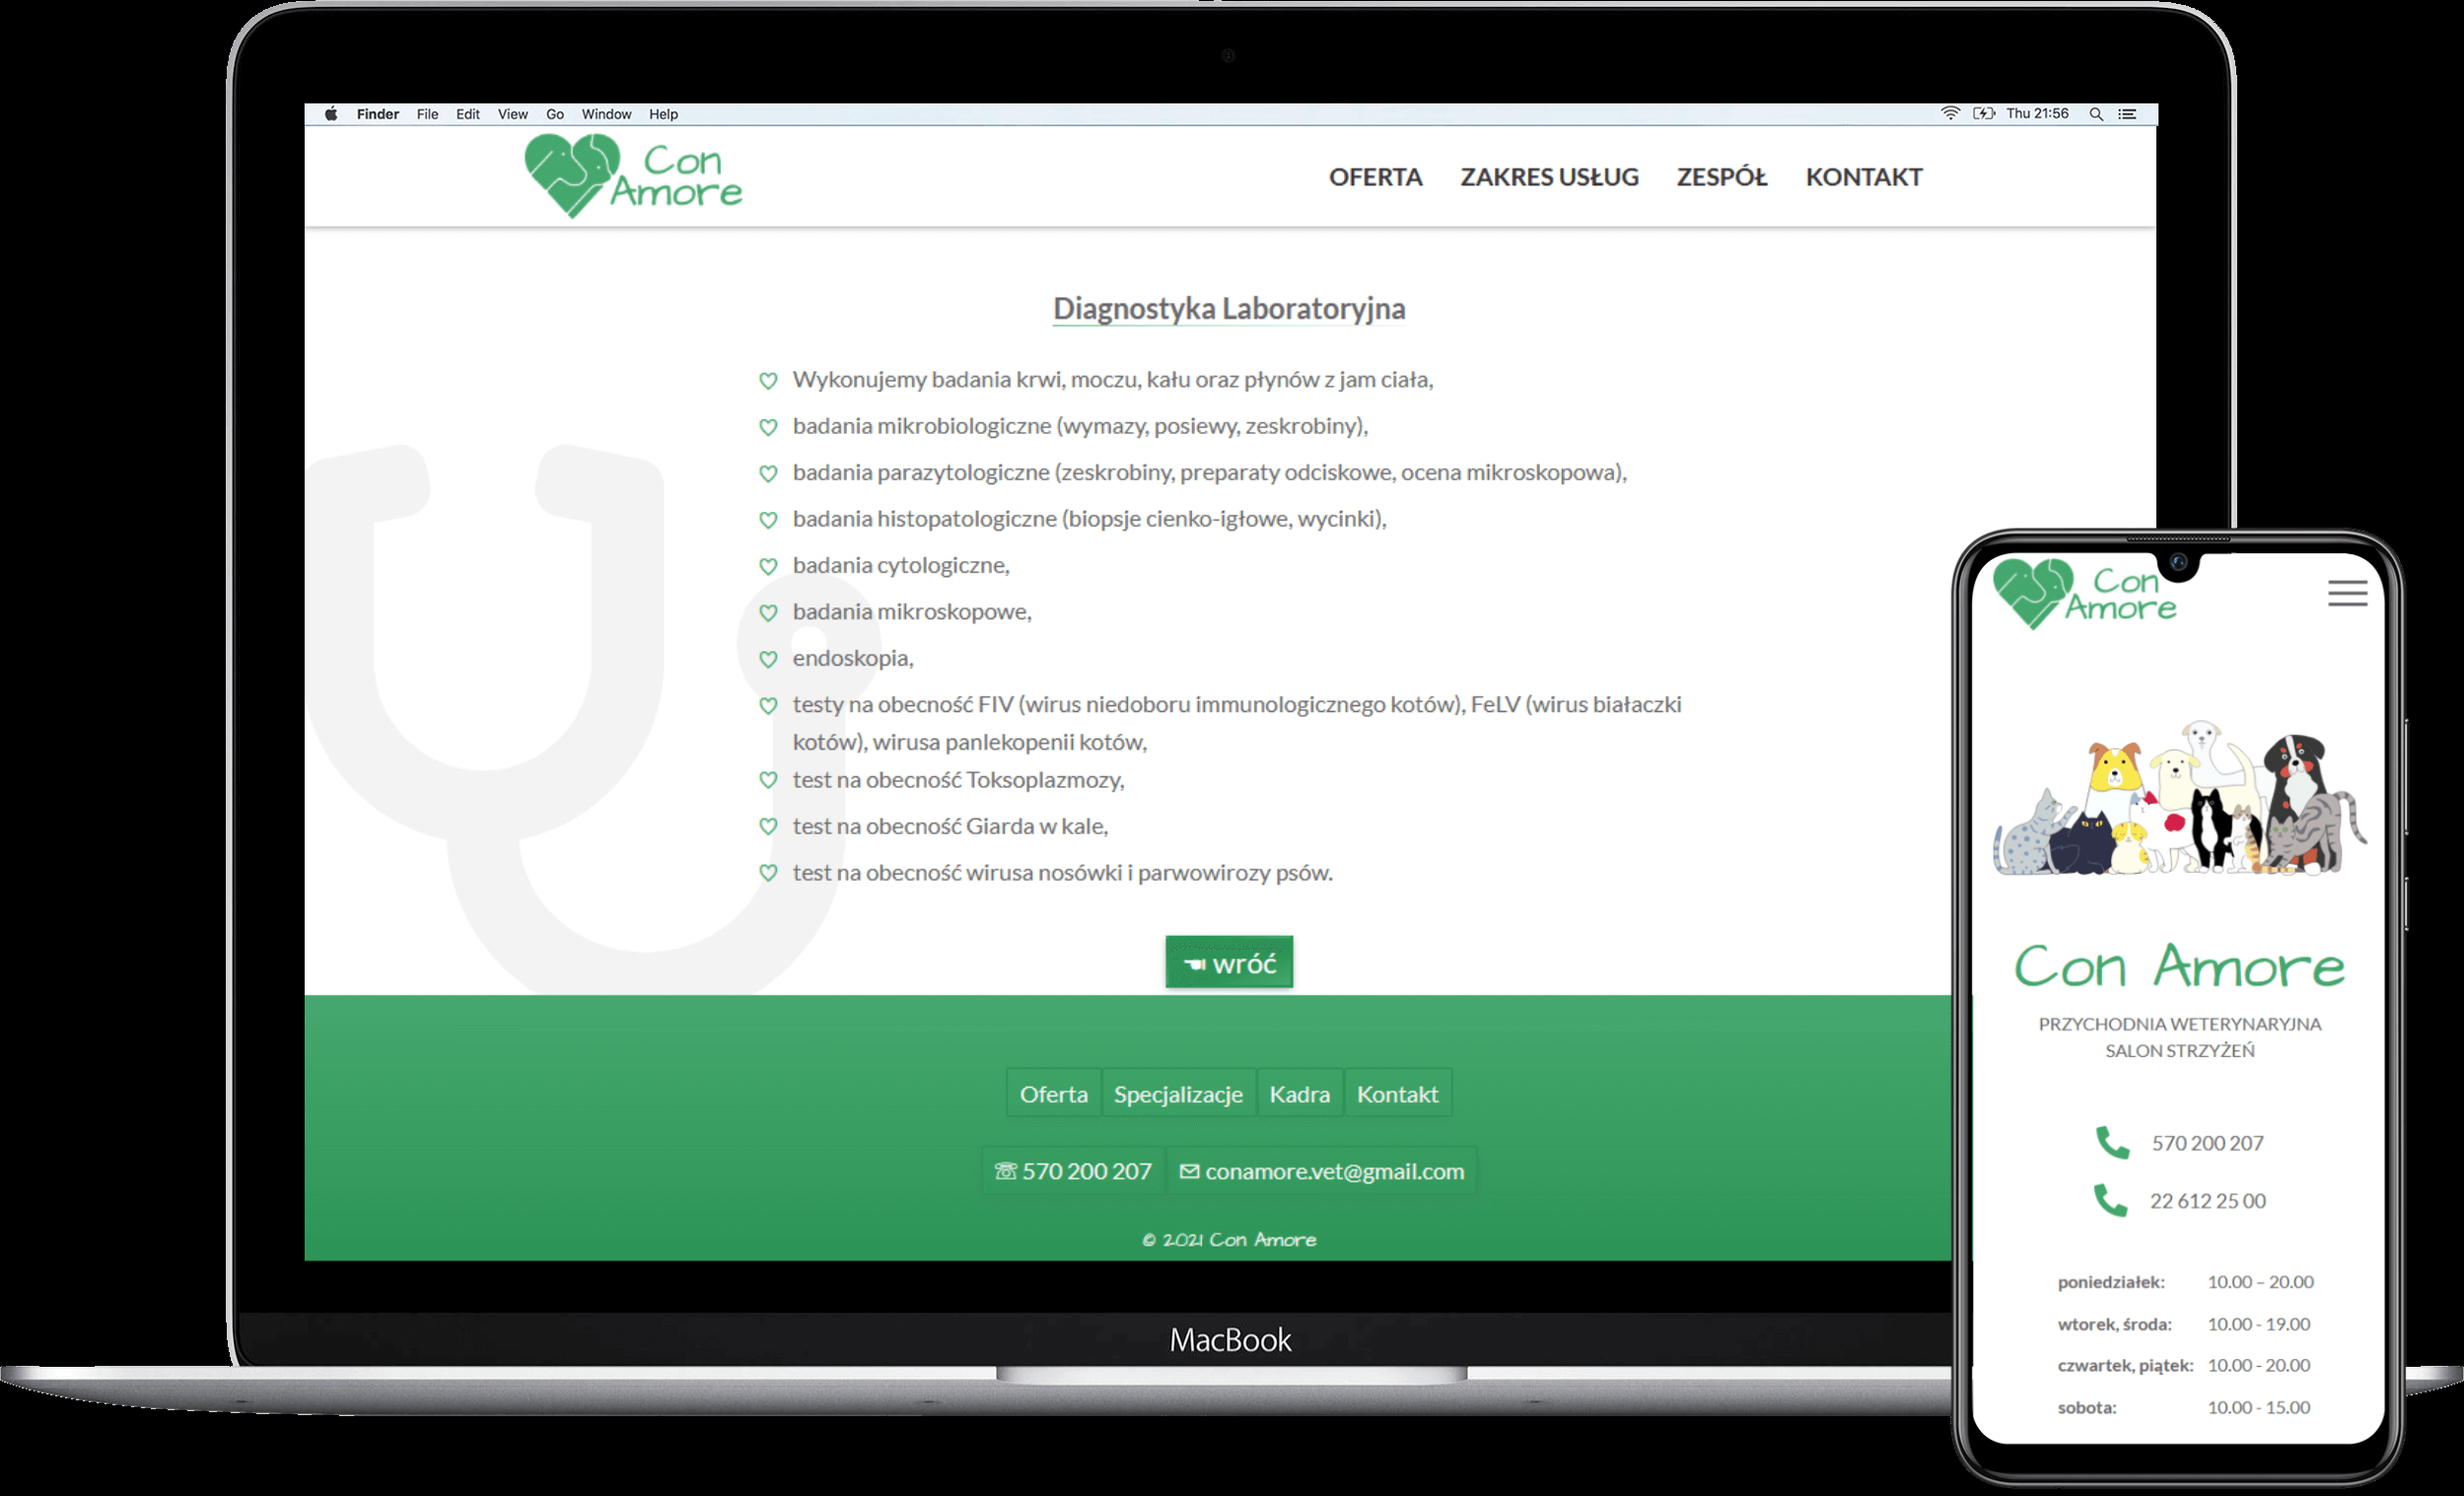 Finder File Edit View Go Window Help
Thu 21:56
Con
Amore
OFERTA ZAKRES USŁUG ZESPÓŁ KONTAKT
Diagnostyka Laboratoryjna
Wykonujemy badania krwi, moczu, kału oraz płynów z jam ciała,
badania mikrobiologiczne (wymazy, posiewy, zeskrobiny),
badania parazytologiczne (zeskrobiny, preparaty odciskowe, ocena mikroskopowa),
badania histopatologiczne (biopsje cienko-igłowe, wycinki),
badania cytologiczne,
badania mikroskopowe,
endoskopia,
testy na obecność FIV (wirus niedoboru immunologicznego kotów), FeLV (wirus białaczki
kotów), wirusa panlekopenii kotów,
test na obecność Toksoplazmozy,
test na obecność Giarda w kale,
test na obecność wirusa nosówki i parwowirozy psów.
wróć
Oferta Specjalizacje Kadra Kontakt
570 200 207 conamore.vet@gmail.com
© 2021 Con Amore
MacBook
Con
Amore
Con Amore
PRZYCHODNIA WETERYNARYJNA
SALON STRZYŻEŃ
570 200 207
22 612 25 00
poniedziałek: 10.00 – 20.00
wtorek, środa: 10.00 - 19.00
czwartek, piątek: 10.00 - 20.00
sobota: 10.00 - 15.00